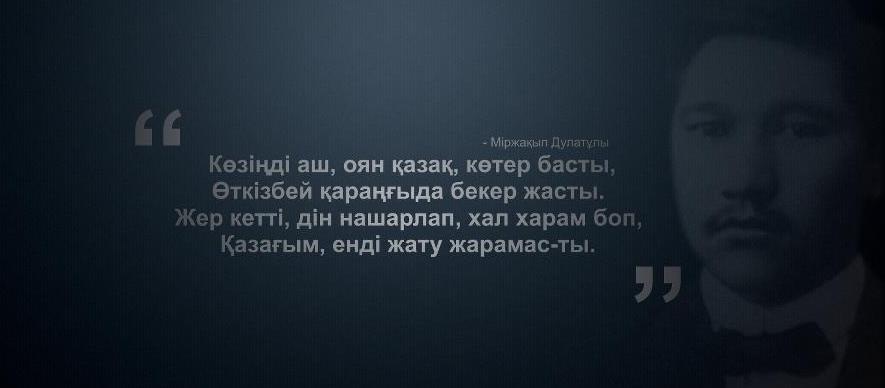 - Міржақып Дулатұлы
Көзіңді аш, оян қазақ, көтер басты,
Өткізбей қараңғыда бекер жасты.
Жер кетті, дін нашарлап, хал харам боп,
Қазағым, енді жату жарамас-ты.